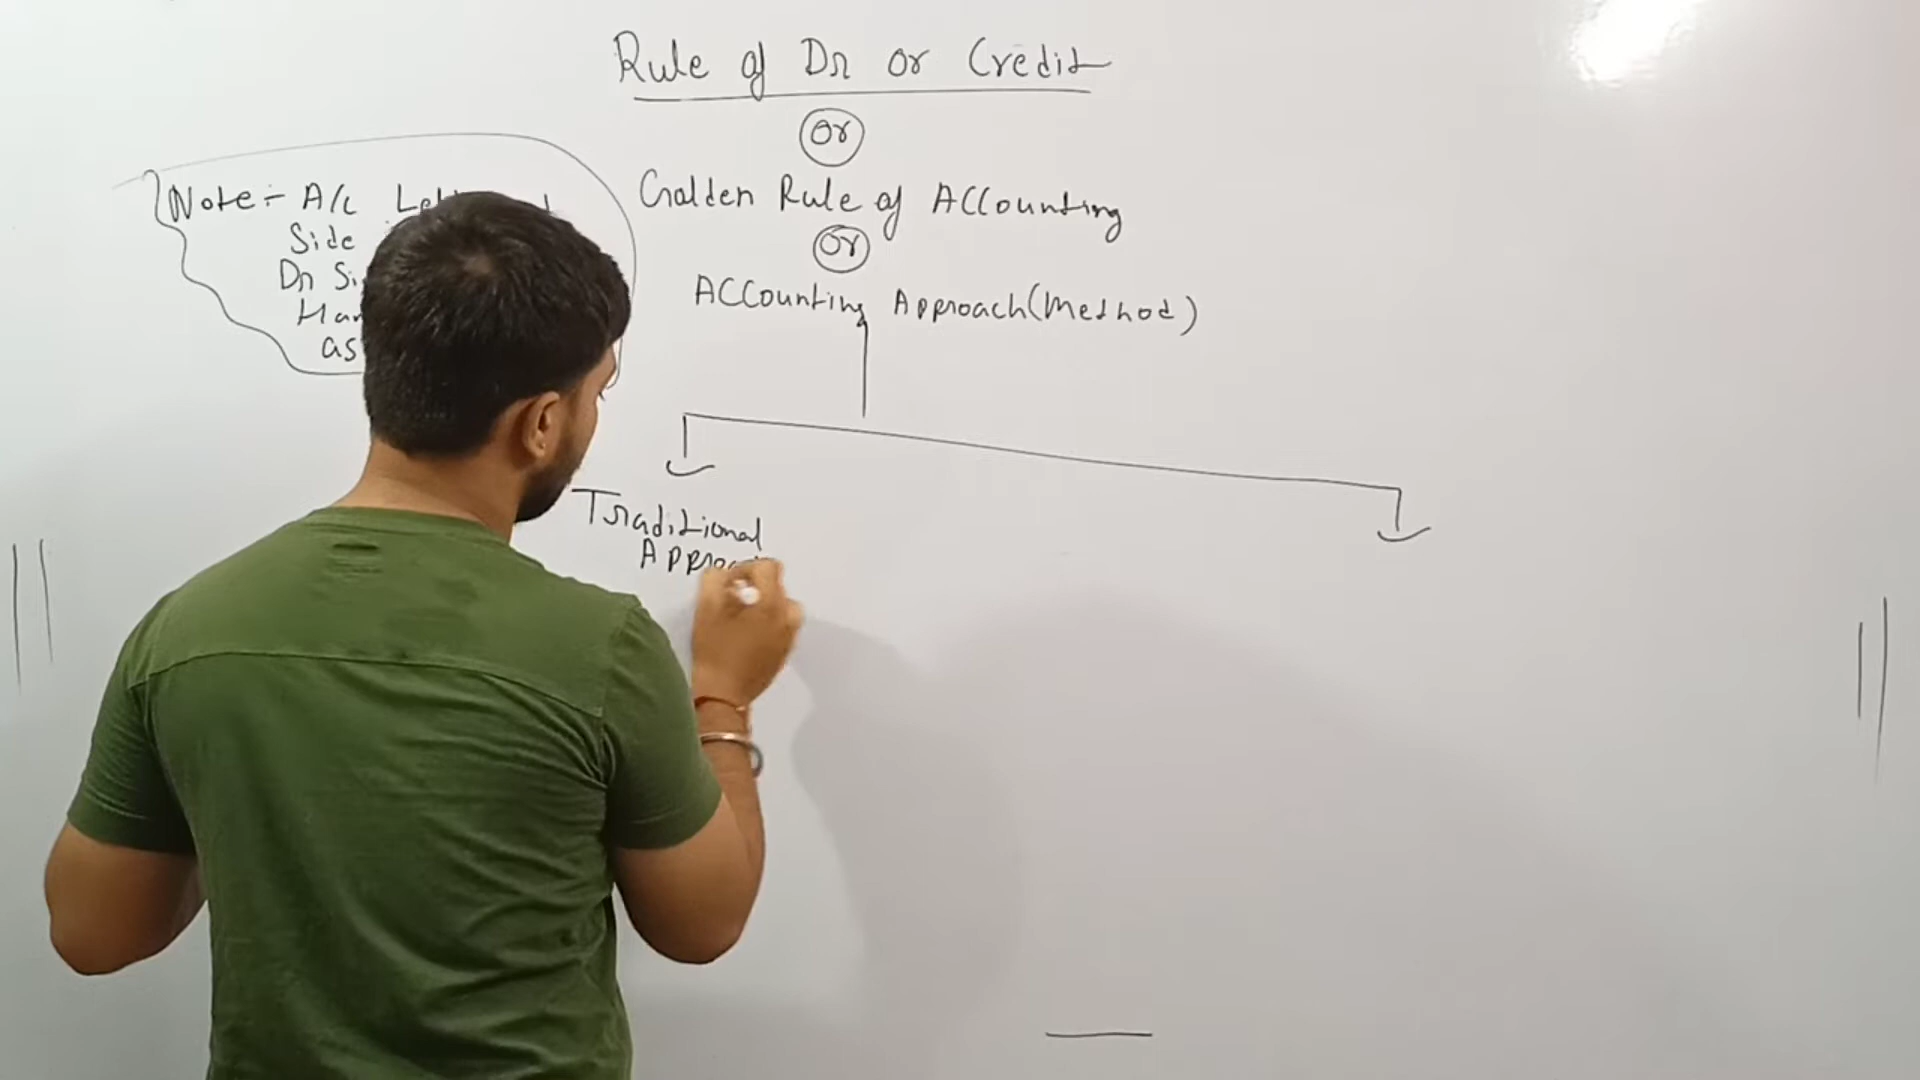 Rule of Dr or Credit
Or
Note:- A/c
Side
Dr
as
Golden Rule of Accounting
Or
Accounting Approach(Method)
Traditional